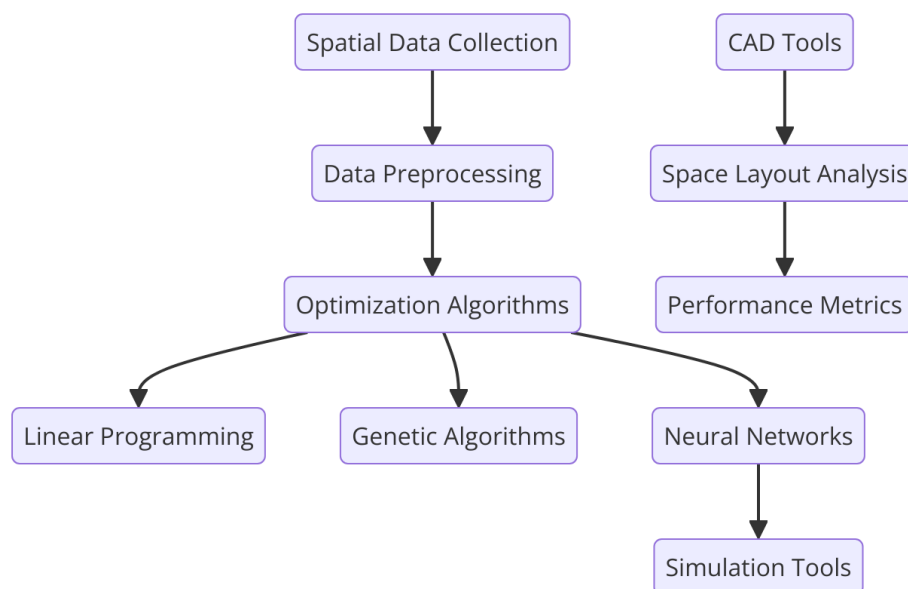 Spatial Data Collection
CAD Tools
Data Preprocessing
Space Layout Analysis
Optimization Algorithms
Performance Metrics
Linear Programming
Genetic Algorithms
Neural Networks
Simulation Tools